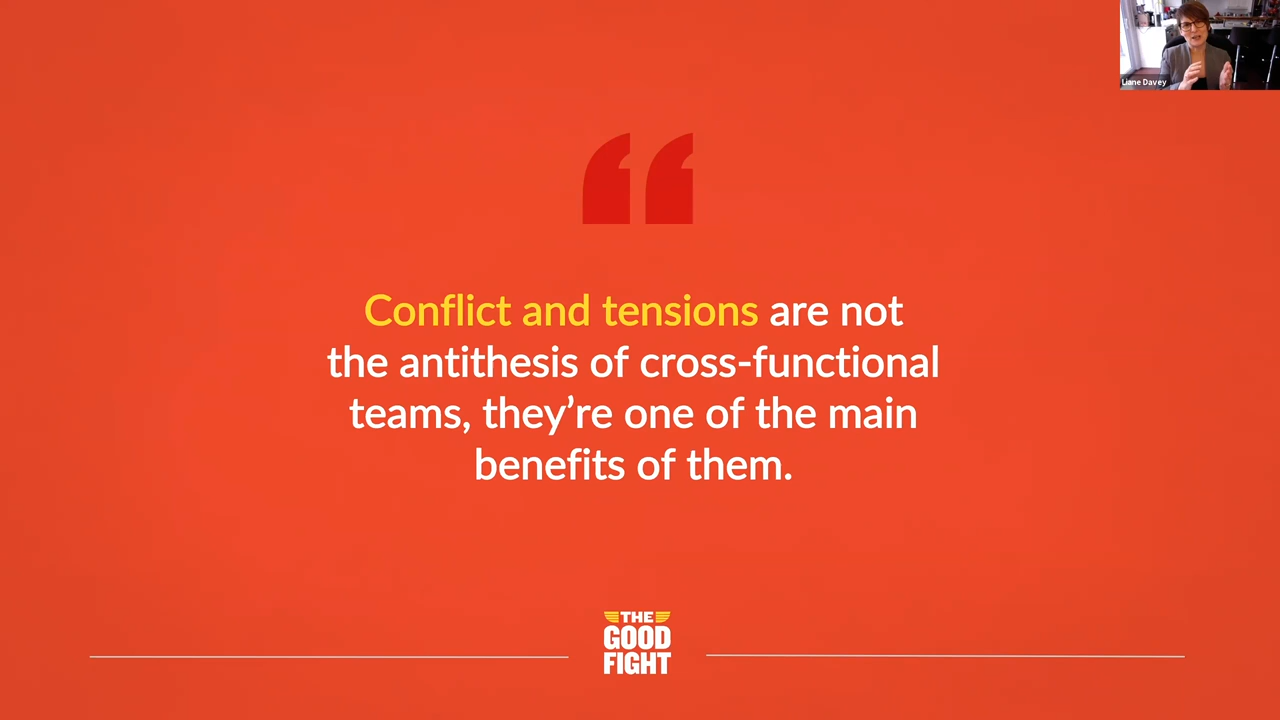 Liane Davey
Conflict and tensions are not
the antithesis of cross-functional
teams, they’re one of the main
benefits of them.
THE
GOOD
FIGHT